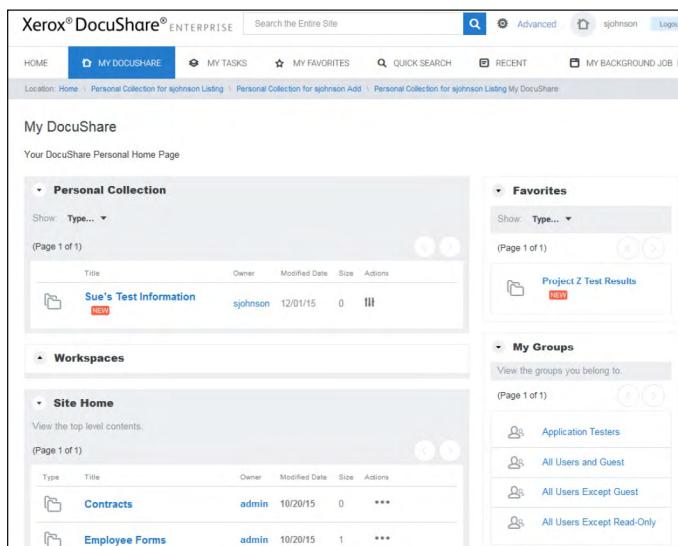 Xerox® DocuShare® ENTERPRISE Search the Entire Site Advanced sjohnson
HOME MY DOCUSHARE MY TASKS MY FAVORITES QUICK SEARCH RECENT MY BACKGROUND JOB
Location: Home \ Personal Collection for sjohnson Listing \ Personal Collection for sjohnson Add \ Personal Collection for sjohnson Listing My DocuShare
My DocuShare
Your DocuShare Personal Home Page
Personal Collection
Show: Type...
(Page 1 of 1)
Title Owner Modified Date Size Actions
Sue's Test Information sjohnson 12/01/15 0
NEW
Workspaces
Site Home
View the top level contents.
(Page 1 of 1)
Type Title Owner Modified Date Size Actions
Contracts admin 10/20/15 0
Employee Forms admin 10/20/15 1
Favorites
Show: Type...
(Page 1 of 1)
Project Z Test Results
NEW
My Groups
View the groups you belong to.
(Page 1 of 1)
Application Testers
All Users and Guest
All Users Except Guest
All Users Except Read-Only